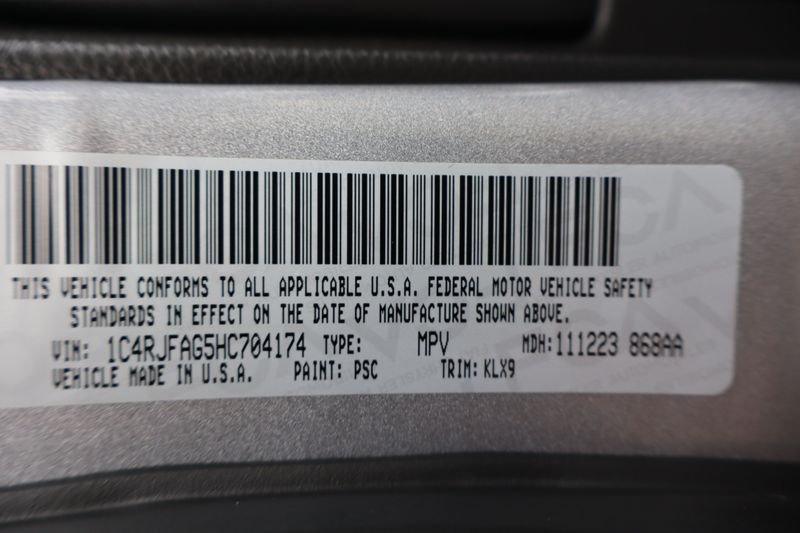 THIS VEHICLE CONFORMS TO ALL APPLICABLE U.S.A. FEDERAL MOTOR VEHICLE SAFETY
STANDARDS IN EFFECT ON THE DATE OF MANUFACTURE SHOWN ABOVE.
VIN: 1C4RJFAG5HC704174 TYPE: MPV MDH:111223 868AA
VEHICLE MADE IN U.S.A. PAINT: PSC TRIM: KLX9